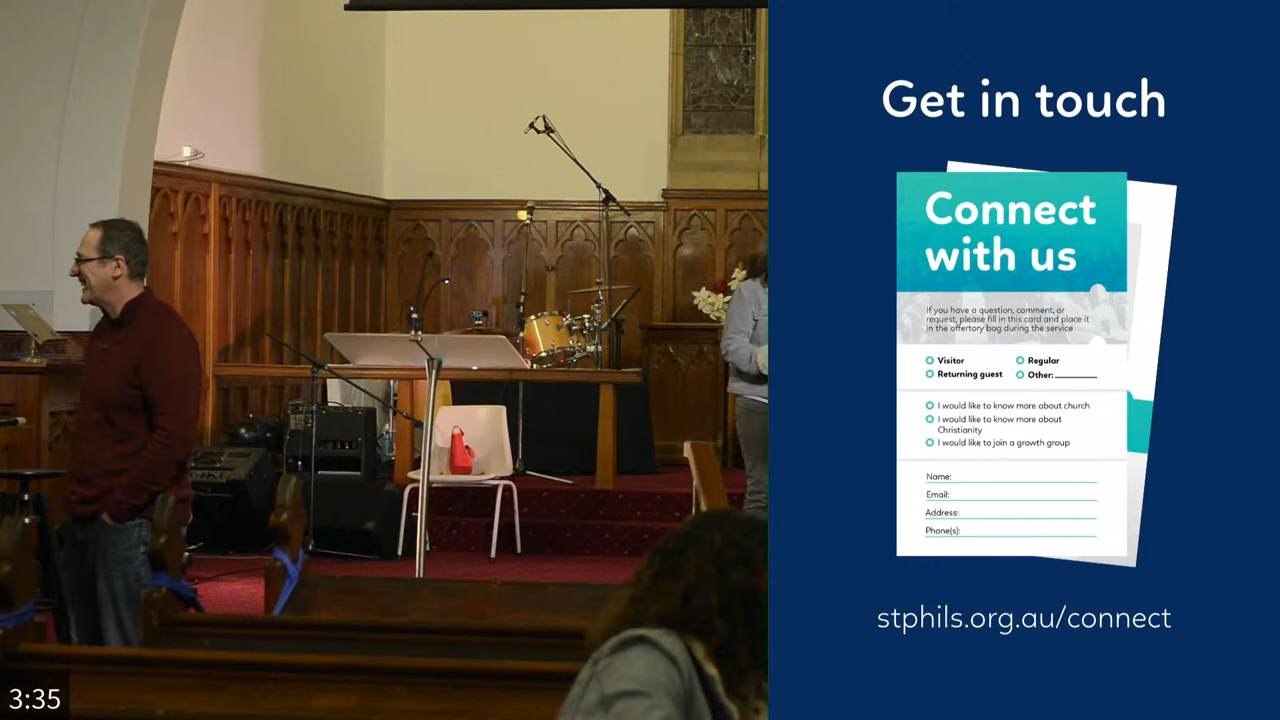 Get in touch
Connect
with us
If you have a question, comment, or
request, please fill in this card and place it
in the offertory bag during the service
Visitor
Regular
Returning guest
Other:
I would like to know more about church
I would like to know more about
Christianity
I would like to join a growth group
Name:
Email:
Address:
Phone(s):
stphils.org.au/connect
3:35